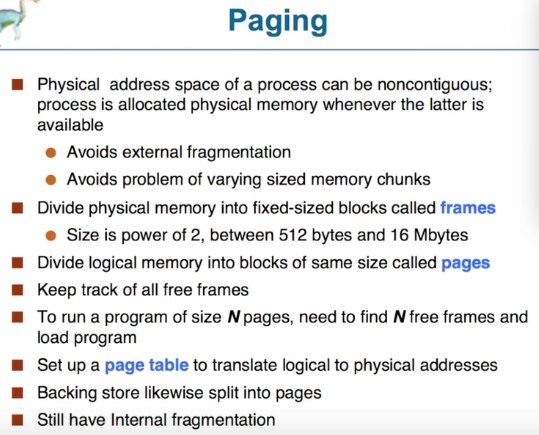 Paging
Physical address space of a process can be noncontiguous;
process is allocated physical memory whenever the latter is
available
Avoids external fragmentation
Avoids problem of varying sized memory chunks
Divide physical memory into fixed-sized blocks called frames
Size is power of 2, between 512 bytes and 16 Mbytes
Divide logical memory into blocks of same size called pages
Keep track of all free frames
To run a program of size N pages, need to find N free frames and
load program
Set up a page table to translate logical to physical addresses
Backing store likewise split into pages
Still have Internal fragmentation